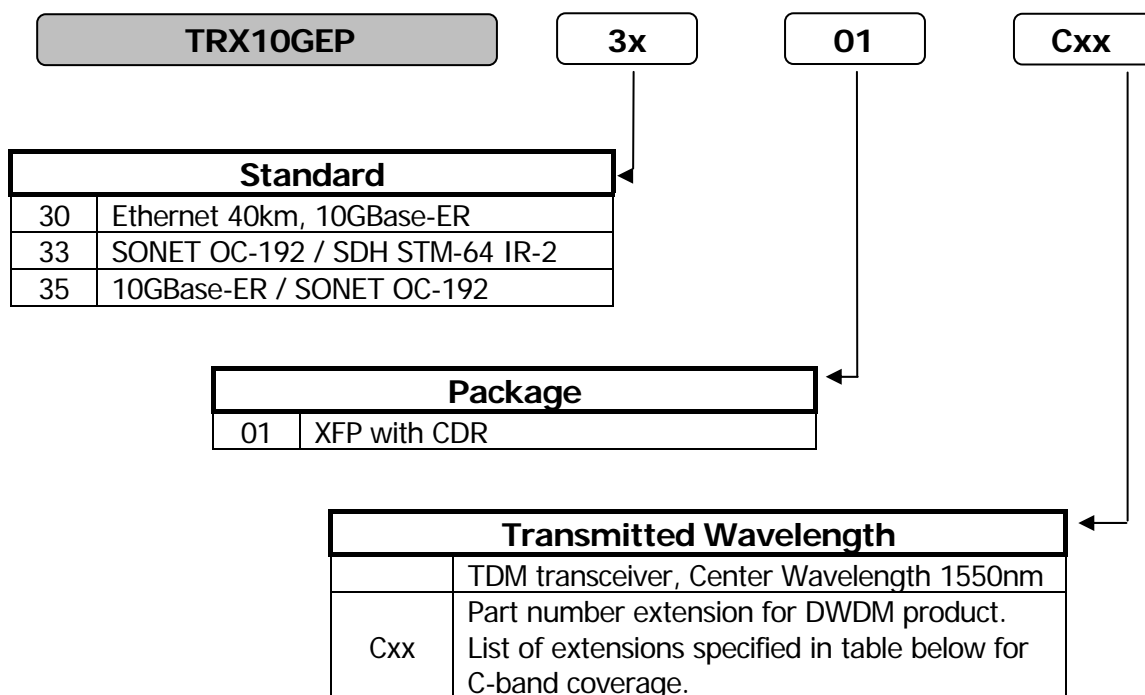 TRX10GEP 3x 01 Cxx
Standard
30 Ethernet 40km, 10GBase-ER
33 SONET OC-192 / SDH STM-64 IR-2
35 10GBase-ER / SONET OC-192
Package
01 XFP with CDR
Transmitted Wavelength
TDM transceiver, Center Wavelength 1550nm
Part number extension for DWDM product.
Cxx List of extensions specified in table below for
C-band coverage.